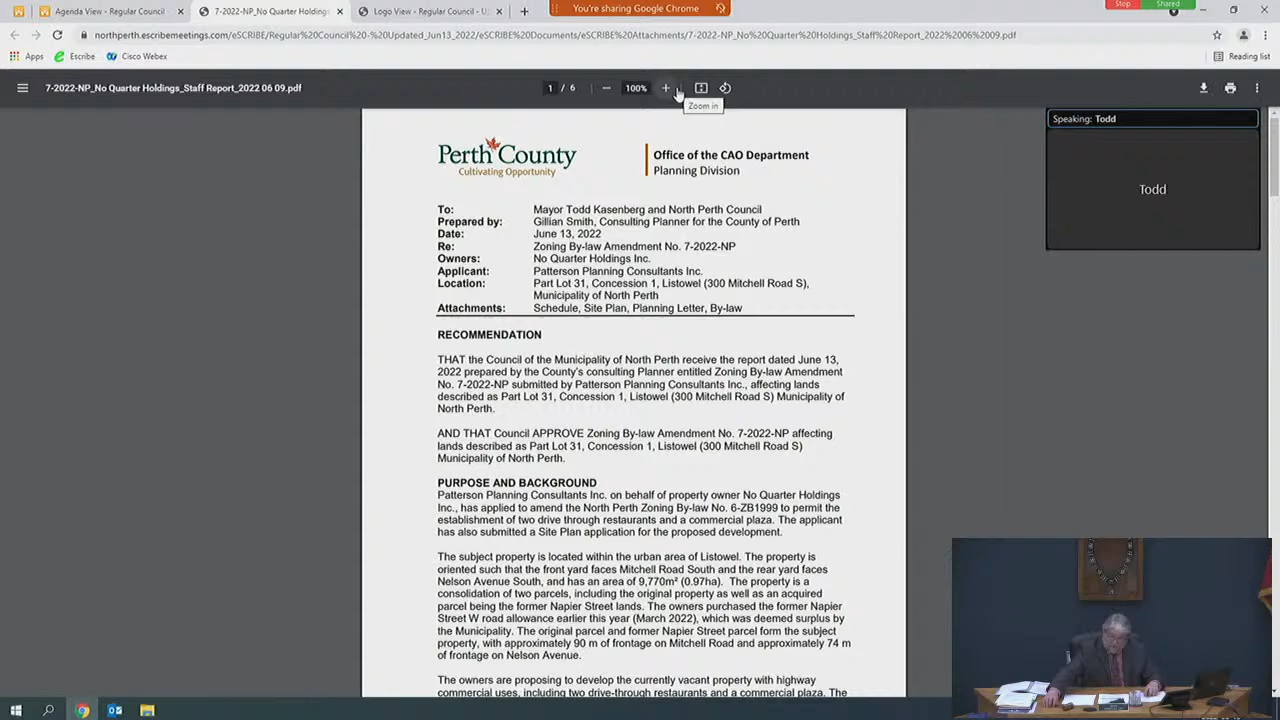 Agenda View - Regular Council
7-2022-NP_No Quarter Holdings
Logo View - Regular Council - U
You're sharing Google Chrome
Stop
Shared
northperth.escribemeetings.com/eSCRIBE/Regular%20Council%20-%20Updated_Jun13_2022/eSCRIBE%20Documents/eSCRIBE%20Attachments/7-2022-NP_No%20Quarter%20Holdings_Staff%20Report_2022%2006%2009.pdf
Apps
Escribe
Cisco Webex
Reading list
7-2022-NP_No Quarter Holdings_Staff Report_2022 06 09.pdf
1 / 6
100%
Zoom in
Speaking: Todd
Todd
Perth County
Cultivating Opportunity
Office of the CAO Department
Planning Division
To: Mayor Todd Kasenberg and North Perth Council
Prepared by: Gillian Smith, Consulting Planner for the County of Perth
Date: June 13, 2022
Re: Zoning By-law Amendment No. 7-2022-NP
Owners: No Quarter Holdings Inc.
Applicant: Patterson Planning Consultants Inc.
Location: Part Lot 31, Concession 1, Listowel (300 Mitchell Road S),
Municipality of North Perth
Attachments: Schedule, Site Plan, Planning Letter, By-law
RECOMMENDATION
THAT the Council of the Municipality of North Perth receive the report dated June 13,
2022 prepared by the County's consulting Planner entitled Zoning By-law Amendment
No. 7-2022-NP submitted by Patterson Planning Consultants Inc., affecting lands
described as Part Lot 31, Concession 1, Listowel (300 Mitchell Road S) Municipality of
North Perth.
AND THAT Council APPROVE Zoning By-law Amendment No. 7-2022-NP affecting
lands described as Part Lot 31, Concession 1, Listowel (300 Mitchell Road S)
Municipality of North Perth.
PURPOSE AND BACKGROUND
Patterson Planning Consultants Inc. on behalf of property owner No Quarter Holdings
Inc., has applied to amend the North Perth Zoning By-law No. 6-ZB1999 to permit the
establishment of two drive through restaurants and a commercial plaza. The applicant
has also submitted a Site Plan application for the proposed development.
The subject property is located within the urban area of Listowel. The property is
oriented such that the front yard faces Mitchell Road South and the rear yard faces
Nelson Avenue South, and has an area of 9,770m² (0.97ha). The property is a
consolidation of two parcels, including the original property as well as an acquired
parcel being the former Napier Street lands. The owners purchased the former Napier
Street W road allowance earlier this year (March 2022), which was deemed surplus by
the Municipality. The original parcel and former Napier Street parcel form the subject
property, with approximately 90 m of frontage on Mitchell Road and approximately 74 m
of frontage on Nelson Avenue.
The owners are proposing to develop the currently vacant property with highway
commercial uses, including two drive-through restaurants and a commercial plaza. The